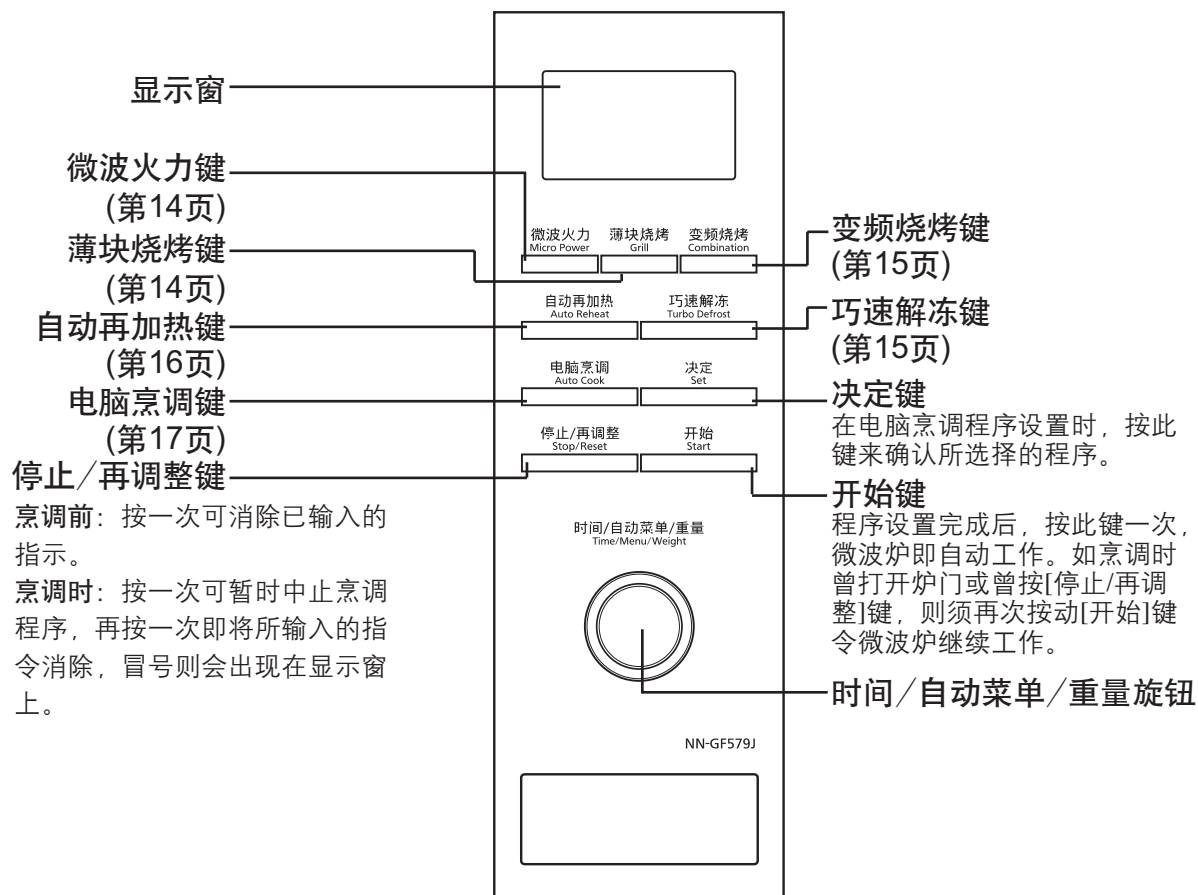 显示窗
微波火力键
(第14页)
薄块烧烤键
(第14页)
自动再加热键
(第16页)
电脑烹调键
(第17页)
停止/再调整键
烹调前：按一次可消除已输入的
指示。
烹调时：按一次可暂时中止烹调
程序，再按一次即将所输入的指
令消除，冒号则会出现在显示窗
上。
微波火力 薄块烧烤 变频烧烤
Micro Power Grill Combination
自动再加热 巧速解冻
Auto Reheat Turbo Defrost
电脑烹调 决定
Auto Cook Set
停止/再调整 开始
Stop/Reset Start
时间/自动菜单/重量
Time/Menu/Weight
NN-GF579J
变频烧烤键
(第15页)
巧速解冻键
(第15页)
决定键
在电脑烹调程序设置时，按此
键来确认所选择的程序。
开始键
程序设置完成后，按此键一次，
微波炉即自动工作。如烹调时
曾打开炉门或曾按[停止/再调
整]键，则须再次按动[开始]键
令微波炉继续工作。
时间/自动菜单/重量旋钮